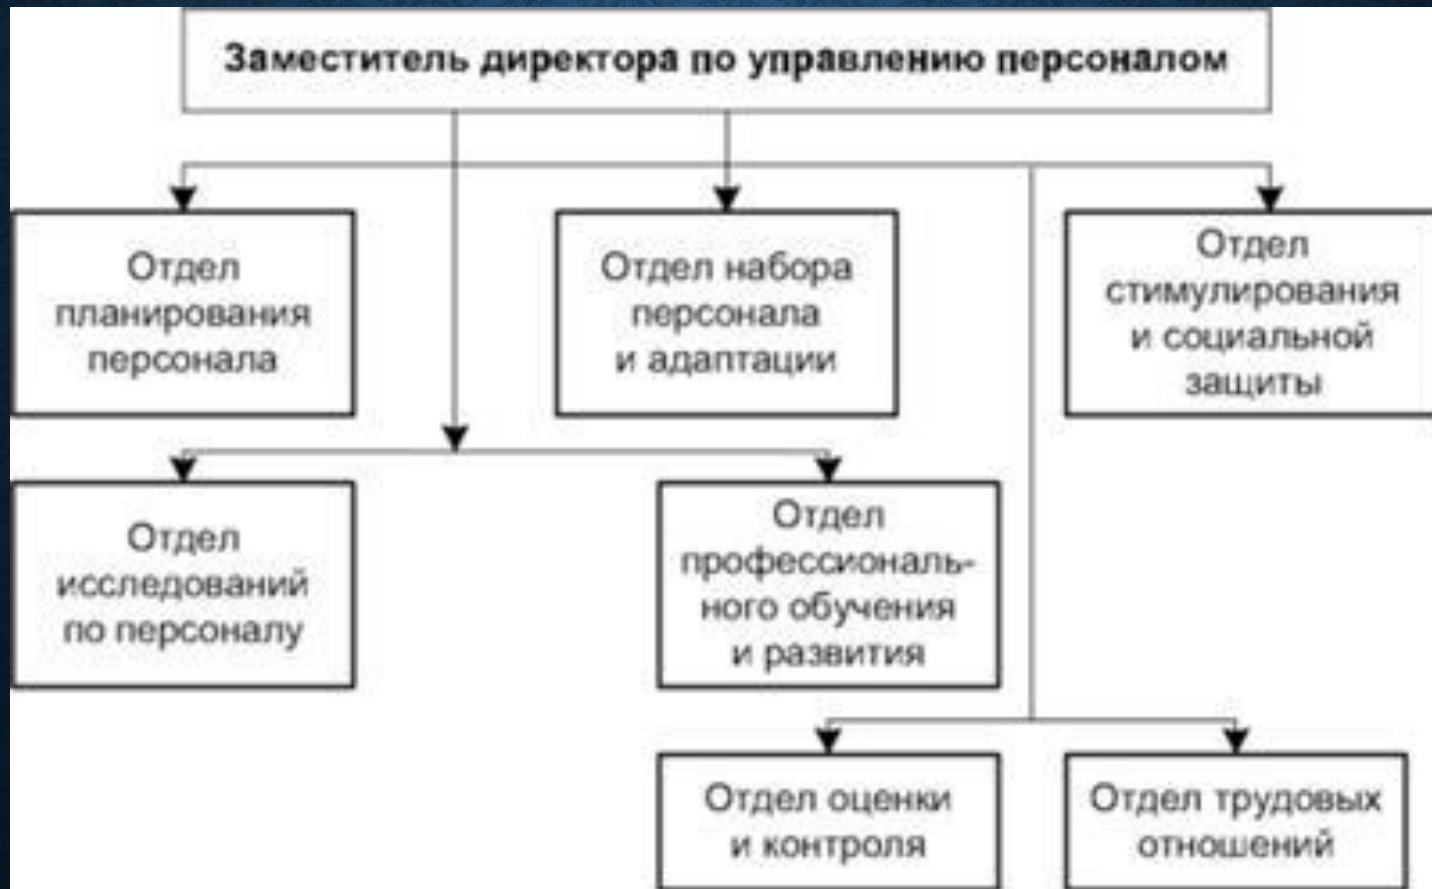 Заместитель директора по управлению персоналом
Отдел
планирования
персонала
Отдел набора
персонала
и адаптации
Отдел
стимулирования
и социальной
защиты
Отдел
исследований
по персоналу
Отдел
профессиональ-
ного обучения
и развития
Отдел оценки
и контроля
Отдел трудовых
отношений